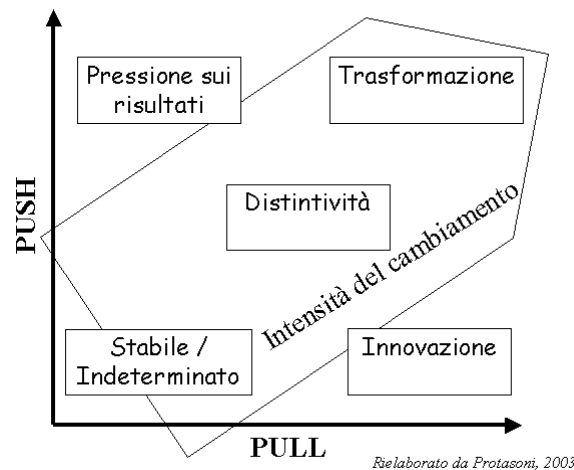 Pressione sui
risultati
Trasformazione
Distintività
PUSH
Intensità del cambiamento
Stabile /
Indeterminato
Innovazione
PULL
Rielaborato da Protasoni, 2003